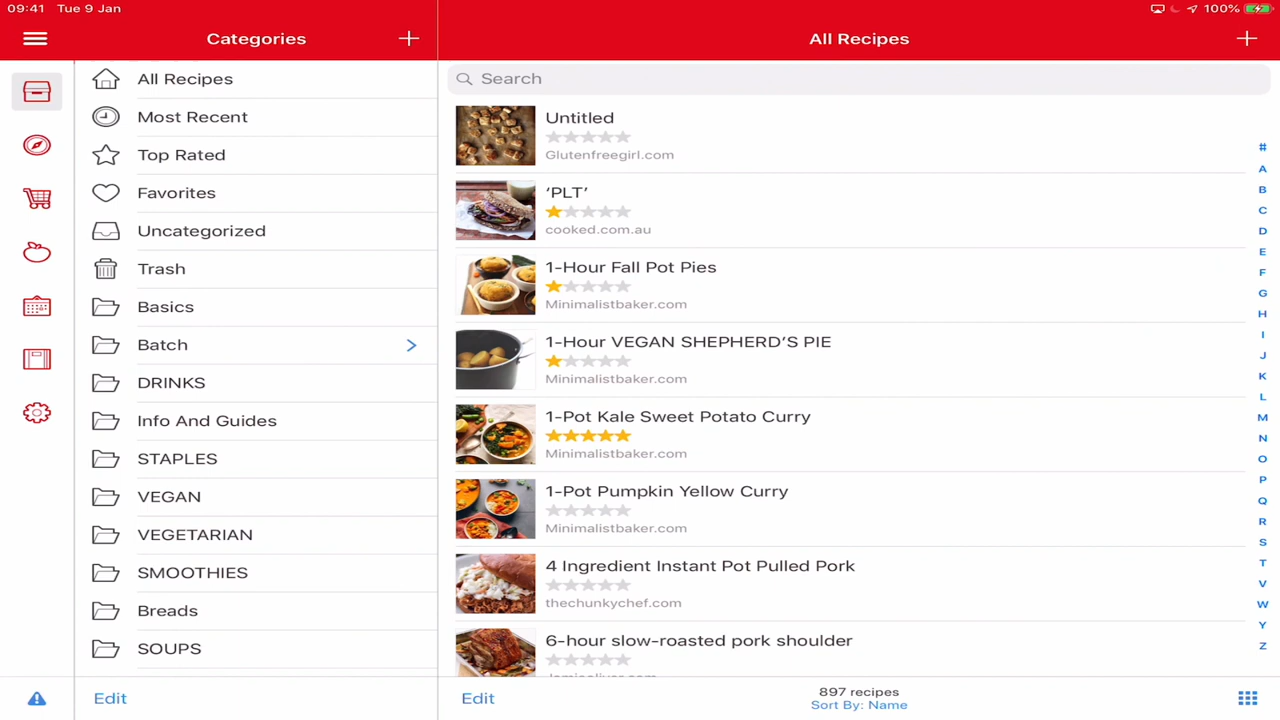 09:41 Tue 9 Jan
100%
Categories
+
All Recipes
+
All Recipes
Most Recent
Top Rated
Favorites
Uncategorized
Trash
Basics
Batch
DRINKS
Info And Guides
STAPLES
VEGAN
VEGETARIAN
SMOOTHIES
Breads
SOUPS
Edit
Search
Untitled
Glutenfreegirl.com
‘PLT’
cooked.com.au
1-Hour Fall Pot Pies
Minimalistbaker.com
1-Hour VEGAN SHEPHERD’S PIE
Minimalistbaker.com
1-Pot Kale Sweet Potato Curry
Minimalistbaker.com
1-Pot Pumpkin Yellow Curry
Minimalistbaker.com
4 Ingredient Instant Pot Pulled Pork
thechunkychef.com
6-hour slow-roasted pork shoulder
#
A
B
C
D
E
F
G
H
I
J
K
L
M
N
O
P
Q
R
S
T
V
W
Y
Z
Edit
897 recipes
Sort By: Name